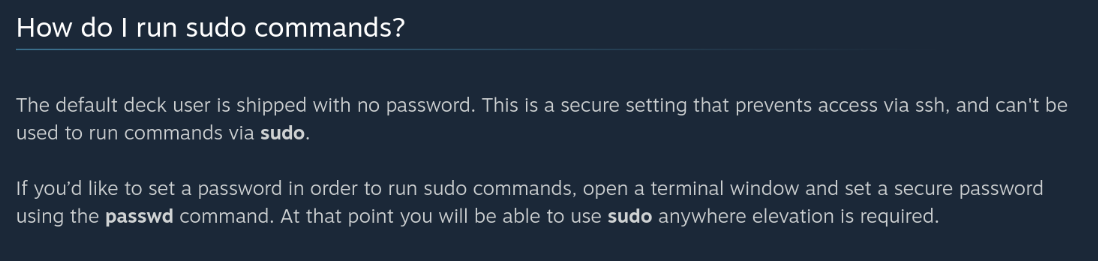 How do I run sudo commands?
The default deck user is shipped with no password. This is a secure setting that prevents access via ssh, and can't be
used to run commands via sudo.
If you’d like to set a password in order to run sudo commands, open a terminal window and set a secure password
using the passwd command. At that point you will be able to use sudo anywhere elevation is required.